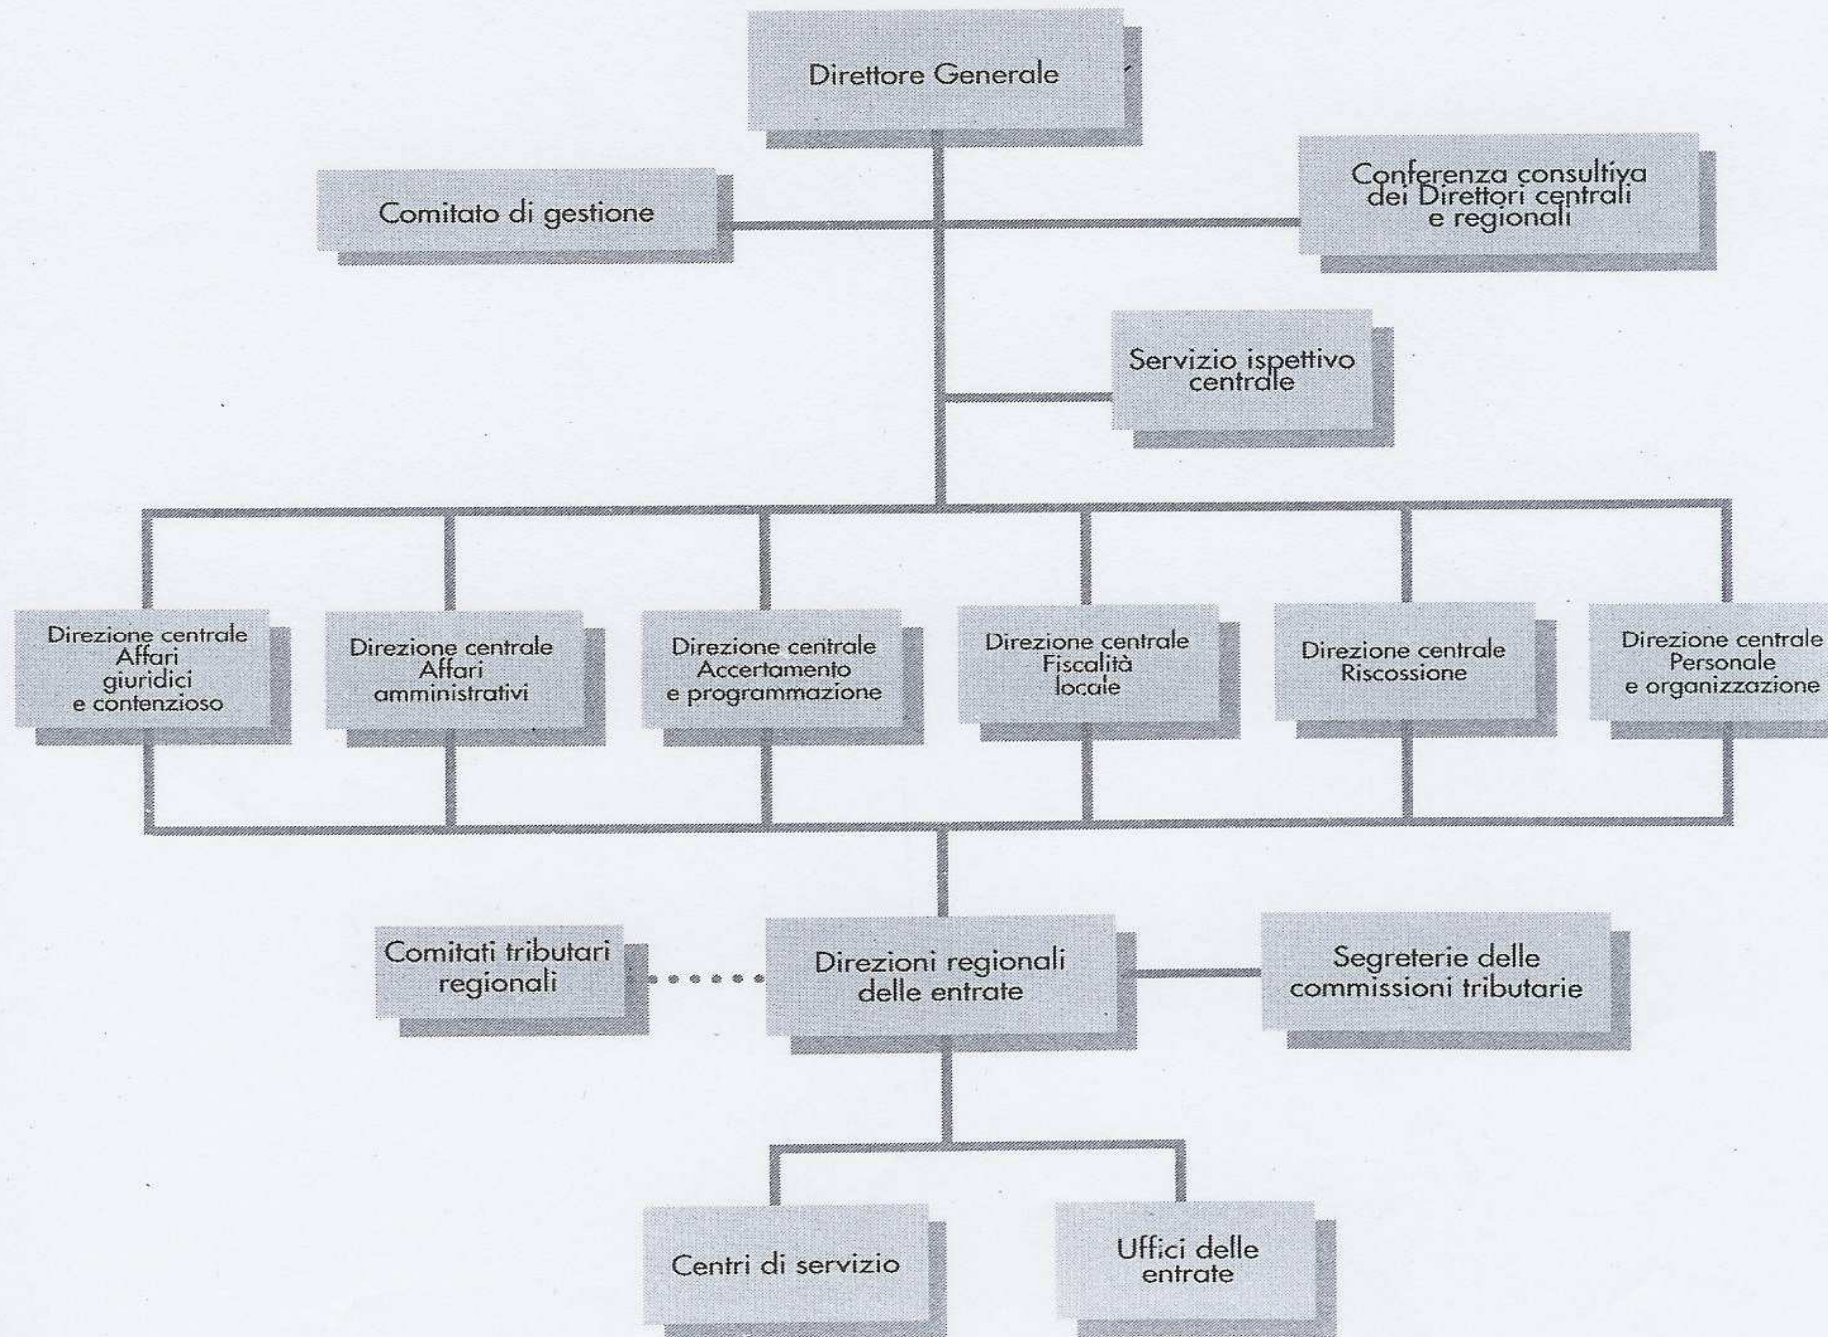 Direttore Generale
Comitato di gestione
Conferenza consultiva
dei Direttori centrali
e regionali
Servizio ispettivo
centrale
Direzione centrale
Affari
giuridici
e contenzioso
Direzione centrale
Affari
amministrativi
Direzione centrale
Accertamento
e programmazione
Direzione centrale
Fiscalità
locale
Direzione centrale
Riscossione
Direzione centrale
Personale
e organizzazione
Comitati tributari
regionali
Direzioni regionali
delle entrate
Segreterie delle
commissioni tributarie
Centri di servizio
Uffici delle
entrate